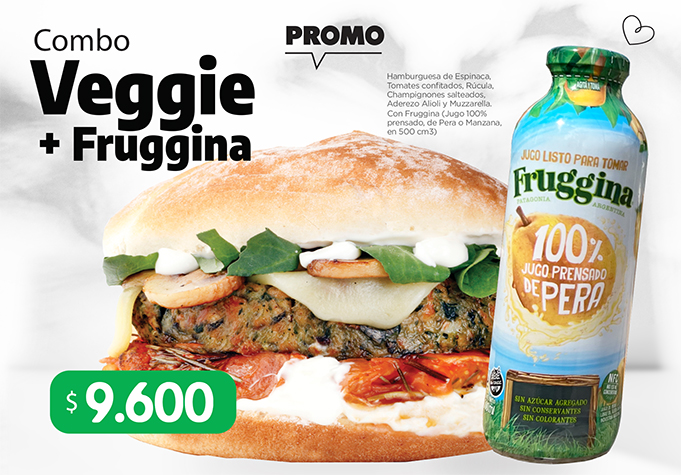 Combo
Veggie
+ Fruggina
PROMO
Hamburguesa de Espinaca,
Tomates confitados, Rúcula,
Champignones salteados,
Aderezo Alioli y Muzzarella.
Con Fruggina (Jugo 100%
prensado, de Pera o Manzana,
en 500 cm3)
JUGO LISTO PARA TOMAR
Fruggina
PATAGONIA ARGENTINA
100%
JUGO PRENSADO
DE PERA
SIN AZÚCAR AGREGADO
SIN CONSERVANTES
SIN COLORANTES
NFC
$ 9.600